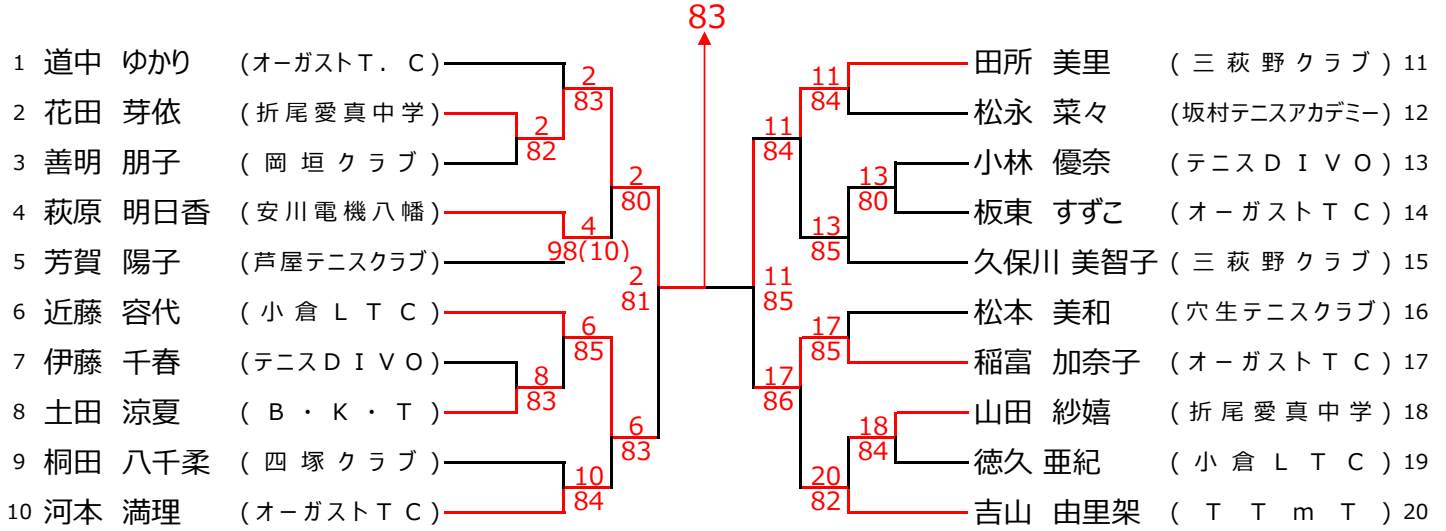 83
1 道中 ゆかり (オーガストT．C)
2 花田 芽依 (折尾愛真中学)
3 善明 朋子 (岡垣クラブ)
4 萩原 明日香 (安川電機八幡)
5 芳賀 陽子 (芦屋テニスクラブ)
6 近藤 容代 (小倉LTC)
7 伊藤 千春 (テニスDIVO)
8 土田 涼夏 (B・K・T)
9 桐田 八千柔 (四塚クラブ)
10 河本 満理 (オーガストTC)
2
83
2
82
2
80
4
98(10)
2
81
6
85
8
83
6
83
10
84
11
84
11
84
13
80
13
85
11
85
17
85
17
86
18
84
20
82
田所 美里 (三萩野クラブ) 11
松永 菜々 (坂村テニスアカデミー) 12
小林 優奈 (テニスDIVO) 13
板東 すずこ (オーガストTC) 14
久保川 美智子 (三萩野クラブ) 15
松本 美和 (穴生テニスクラブ) 16
稲富 加奈子 (オーガストTC) 17
山田 紗嬉 (折尾愛真中学) 18
徳久 亜紀 (小倉LTC) 19
吉山 由里架 (TTmT) 20